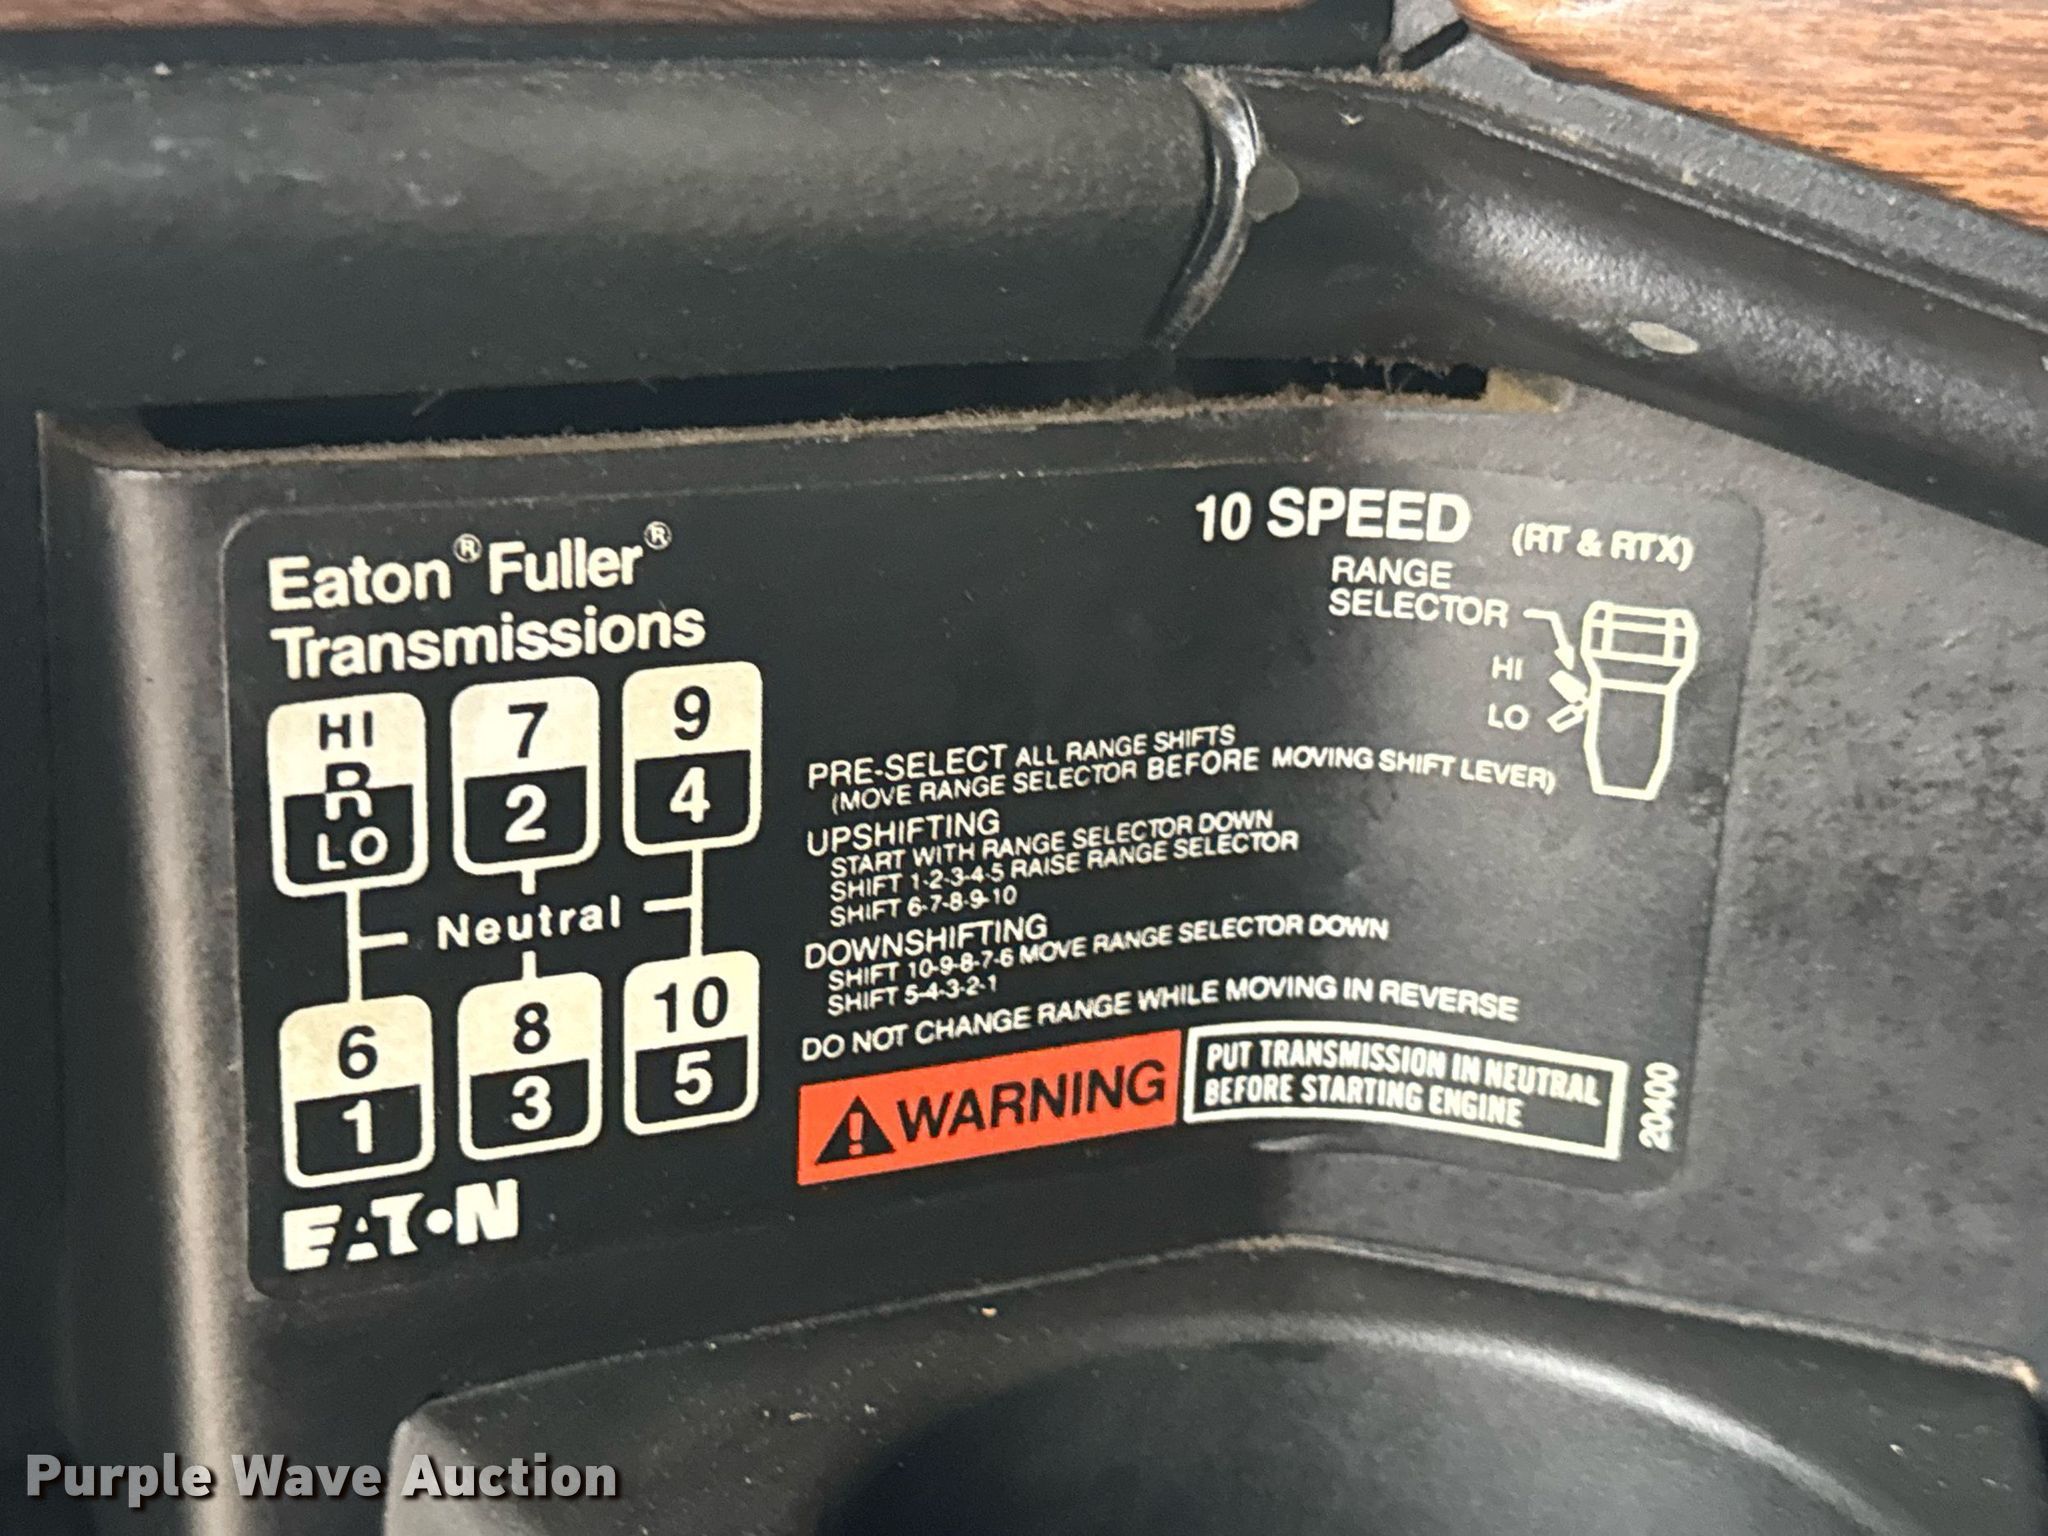 Eaton® Fuller®
Transmissions
10 SPEED (RT & RTX)
RANGE
SELECTOR
HI
LO
HI
R
LO
7
2
9
4
Neutral
6
1
8
3
10
5
PRE-SELECT ALL RANGE SHIFTS
(MOVE RANGE SELECTOR BEFORE MOVING SHIFT LEVER)
UPSHIFTING
START WITH RANGE SELECTOR DOWN
SHIFT 1-2-3-4-5 RAISE RANGE SELECTOR
SHIFT 6-7-8-9-10
DOWNSHIFTING
SHIFT 10-9-8-7-6 MOVE RANGE SELECTOR DOWN
SHIFT 5-4-3-2-1
DO NOT CHANGE RANGE WHILE MOVING IN REVERSE
WARNING
PUT TRANSMISSION IN NEUTRAL
BEFORE STARTING ENGINE
20400
EATON
Purple Wave Auction